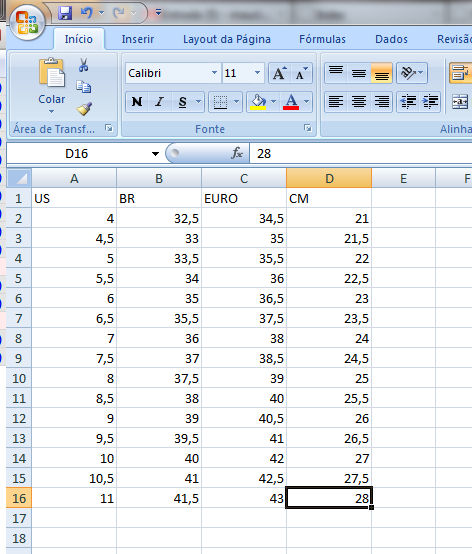 Início Inserir Layout da Página Fórmulas Dados Revisão
Calibri 11 A A
Colar N I S A
Área de Transf... Fonte Alinha
D16 fx 28
A B C D E F
1 US BR EURO CM
2 4 32,5 34,5 21
3 4,5 33 35 21,5
4 5 33,5 35,5 22
5 5,5 34 36 22,5
6 6 35 36,5 23
7 6,5 35,5 37,5 23,5
8 7 36 38 24
9 7,5 37 38,5 24,5
10 8 37,5 39 25
11 8,5 38 40 25,5
12 9 39 40,5 26
13 9,5 39,5 41 26,5
14 10 40 42 27
15 10,5 41 42,5 27,5
16 11 41,5 43 28
17
18